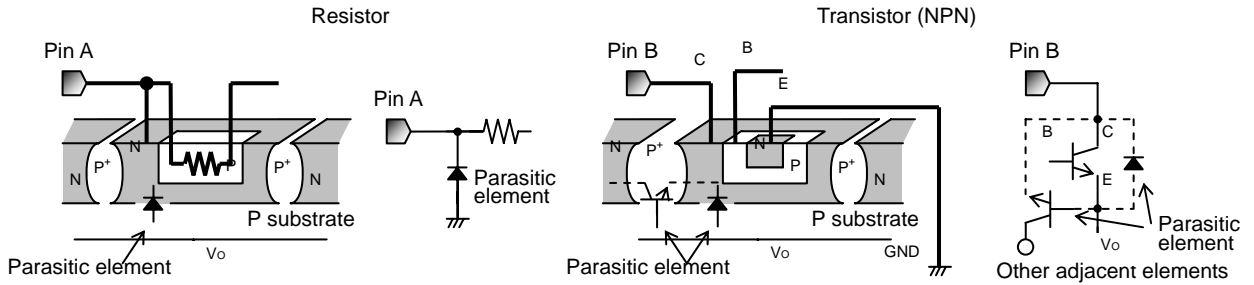 Resistor
Transistor (NPN)
Pin A
Pin A
N
P+
N
P
P+
N
P substrate
Parasitic element
Vo
Parasitic
element
Pin B
C
B
E
N
P+
N
P
P+
N
P substrate
Parasitic element
Vo
GND
Pin B
B
C
E
Parasitic
element
Vo
Other adjacent elements